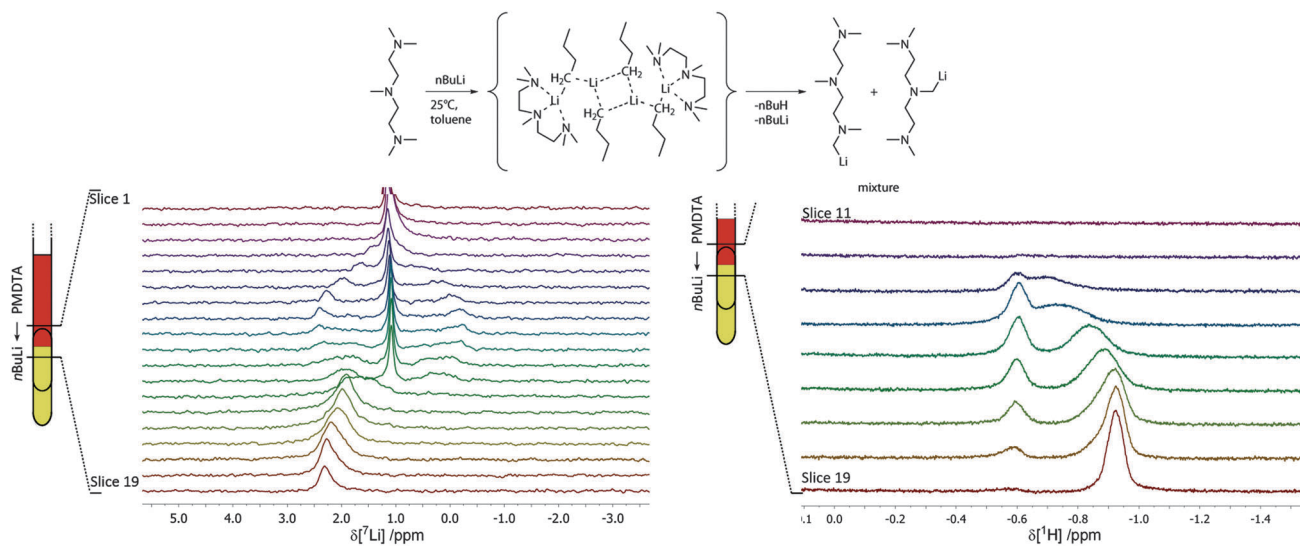 N
N
N
N
nBuLi
25℃,
toluene
N
N
N
Li
H₂C
Li
CH₂
H₂C
Li
CH₂
Li
N
N
N
-nBuH
-nBuLi
N
N
N
N
Li
+
N
N
N
N
Li
mixture
Slice 1
Slice 19
nBuLi ← PMDTA
5.0 4.0 3.0 2.0 1.0 0.0 -1.0 -2.0 -3.0
δ[⁷Li] /ppm
Slice 11
nBuLi ← PMDTA
).1 0.0 -0.2 -0.4 -0.6 -0.8 -1.0 -1.2 -1.4
δ[¹H] /ppm